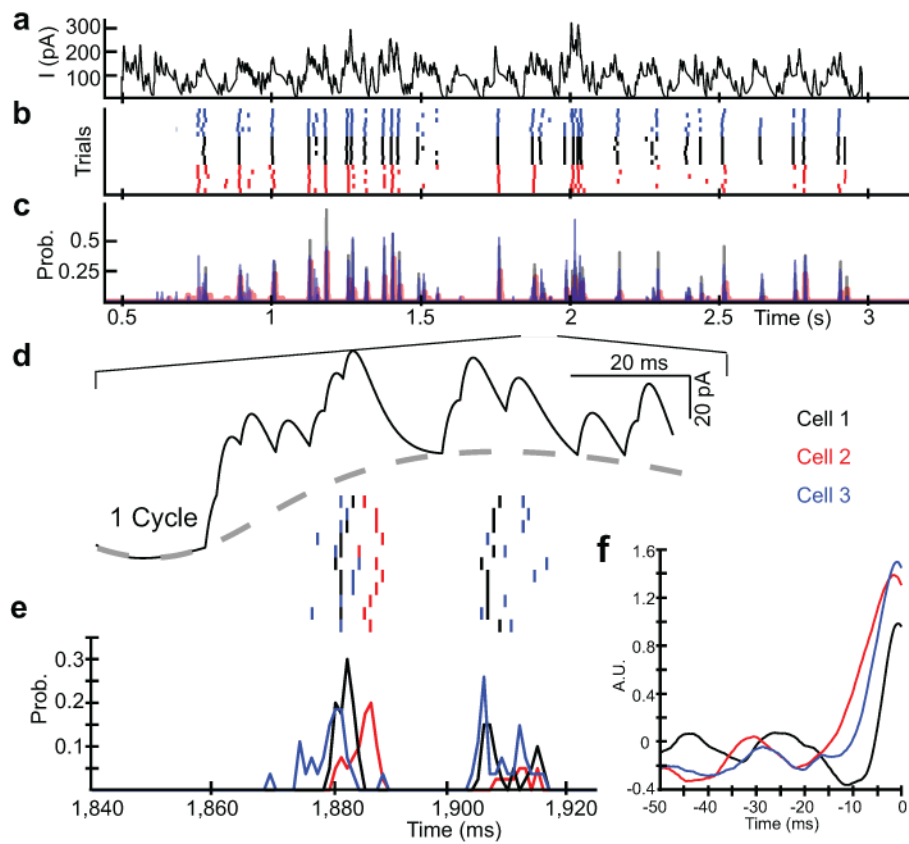 a
I (pA)
300
200
100
b
Trials
c
Prob.
0.5
0.25
0.5
1
1.5
2
2.5
3
Time (s)
d
20 ms
20 pA
1 Cycle
Cell 1
Cell 2
Cell 3
e
Prob.
0.3
0.2
0.1
1,840
1,860
1,880
1,900
1,920
Time (ms)
f
A.U.
1.6
1.2
0.8
0.4
0
-0.4
-50
-40
-30
-20
-10
0
Time (ms)